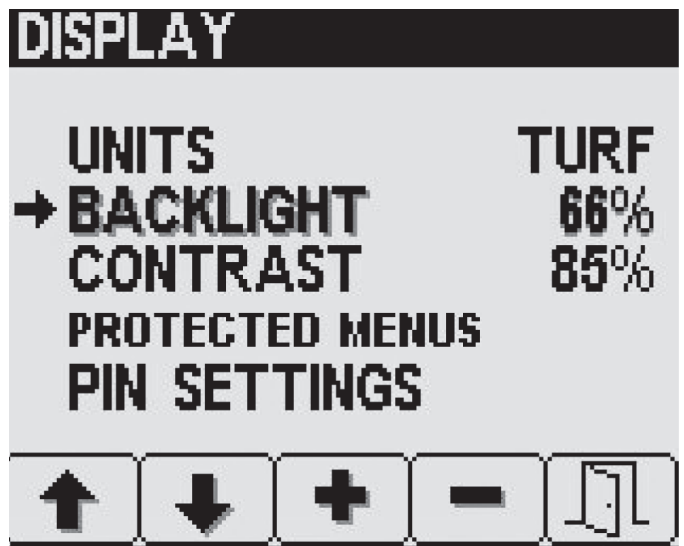 DISPLAY
UNITS TURF
BACKLIGHT 66%
CONTRAST 85%
PROTECTED MENUS
PIN SETTINGS